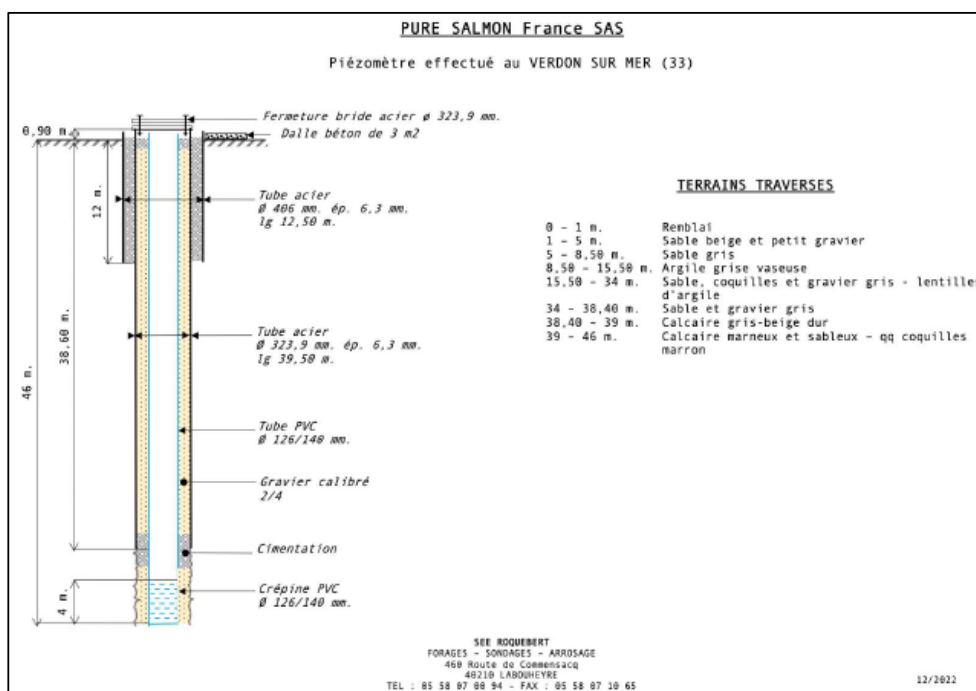 PURE SALMON France SAS
Piézomètre effectué au VERDON SUR MER (33)
Fermeture bride acier ø 323,9 mm.
0,90 m.
Dalle béton de 3 m2
12 m.
Tube acier
Ø 406 mm. ép. 6,3 mm.
lg 12,50 m.
38,60 m.
46 m.
Tube acier
Ø 323,9 mm. ép. 6,3 mm.
lg 39,50 m.
Tube PVC
Ø 126/140 mm.
Gravier calibré
2/4
Cimentation
4 m.
Crépine PVC
Ø 126/140 mm.
TERRAINS TRAVERSES
0 - 1 m. Remblai
1 - 5 m. Sable beige et petit gravier
5 - 8,50 m. Sable gris
8,50 - 15,50 m. Argile grise vaseuse
15,50 - 34 m. Sable, coquilles et gravier gris - lentilles
d'argile
34 - 38,40 m. Sable et gravier gris
38,40 - 39 m. Calcaire gris-beige dur
39 - 46 m. Calcaire marneux et sableux - qq coquilles
marron
SEE ROQUEBERT
FORAGES - SONDAGES - ARROSAGE
460 Route de Commensacq
40210 LABOUHEYRE
TEL : 05 58 07 00 94 - FAX : 05 58 07 10 65
12/2022